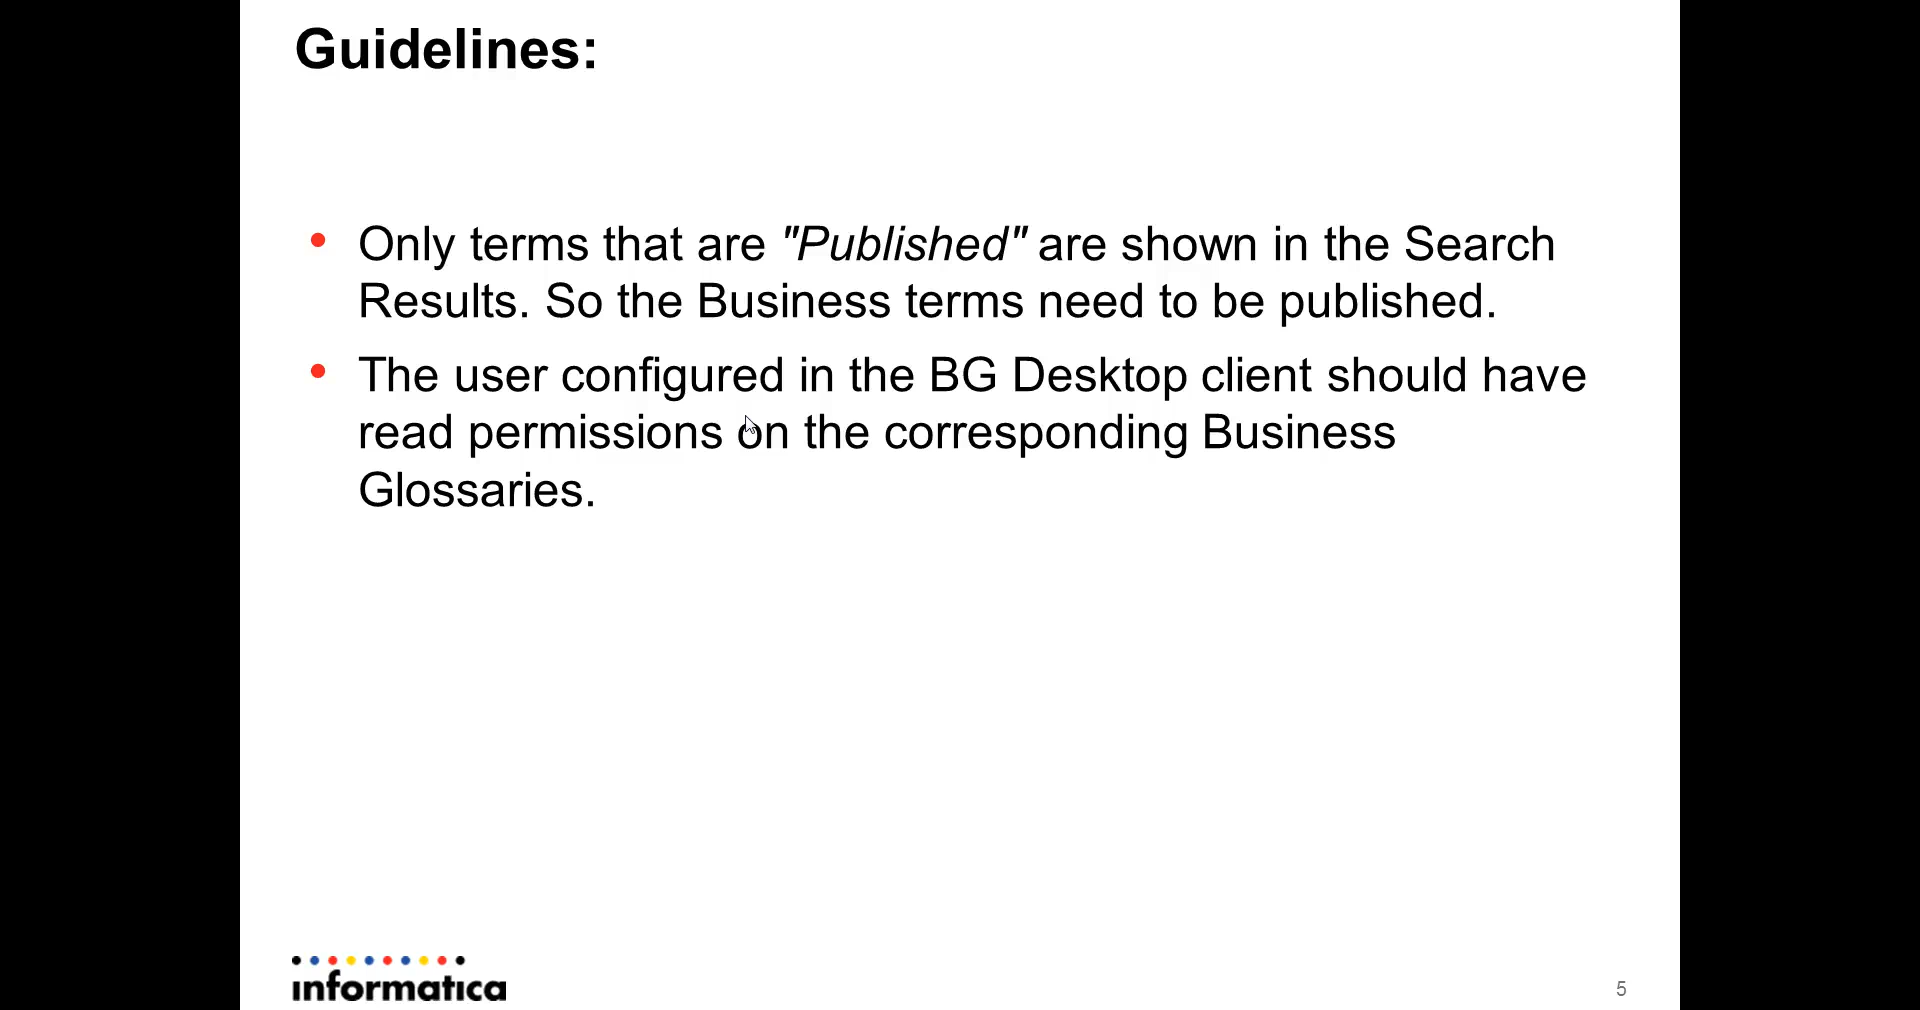 Guidelines:
Only terms that are "Published" are shown in the Search
Results. So the Business terms need to be published.
The user configured in the BG Desktop client should have
read permissions on the corresponding Business
Glossaries.
informatica
5